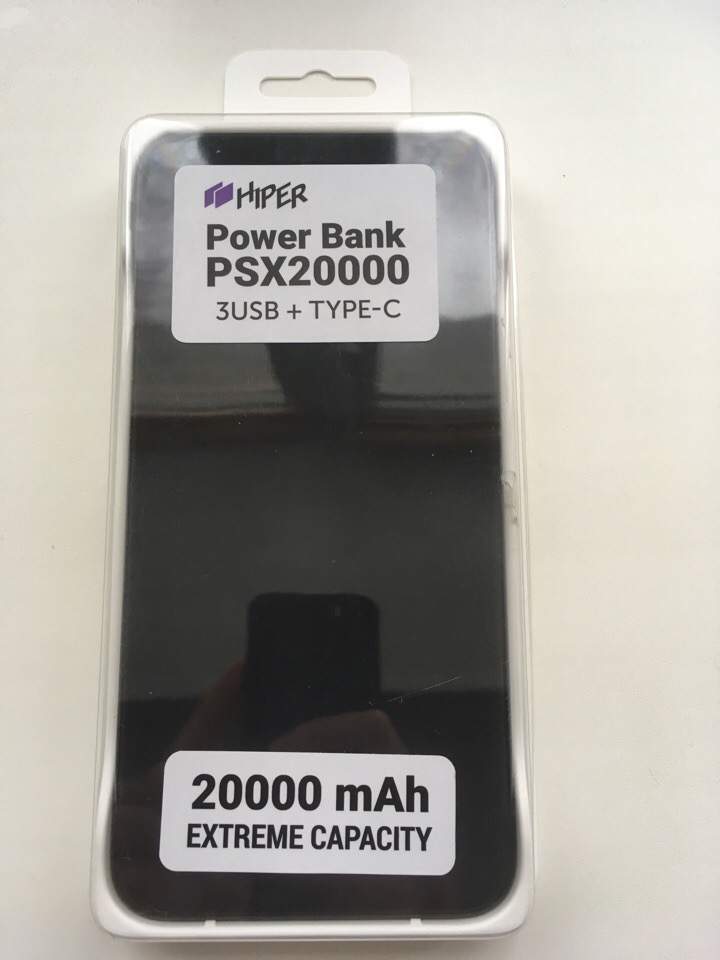 HIPER
Power Bank
PSX20000
3USB + TYPE-C
20000 mAh
EXTREME CAPACITY